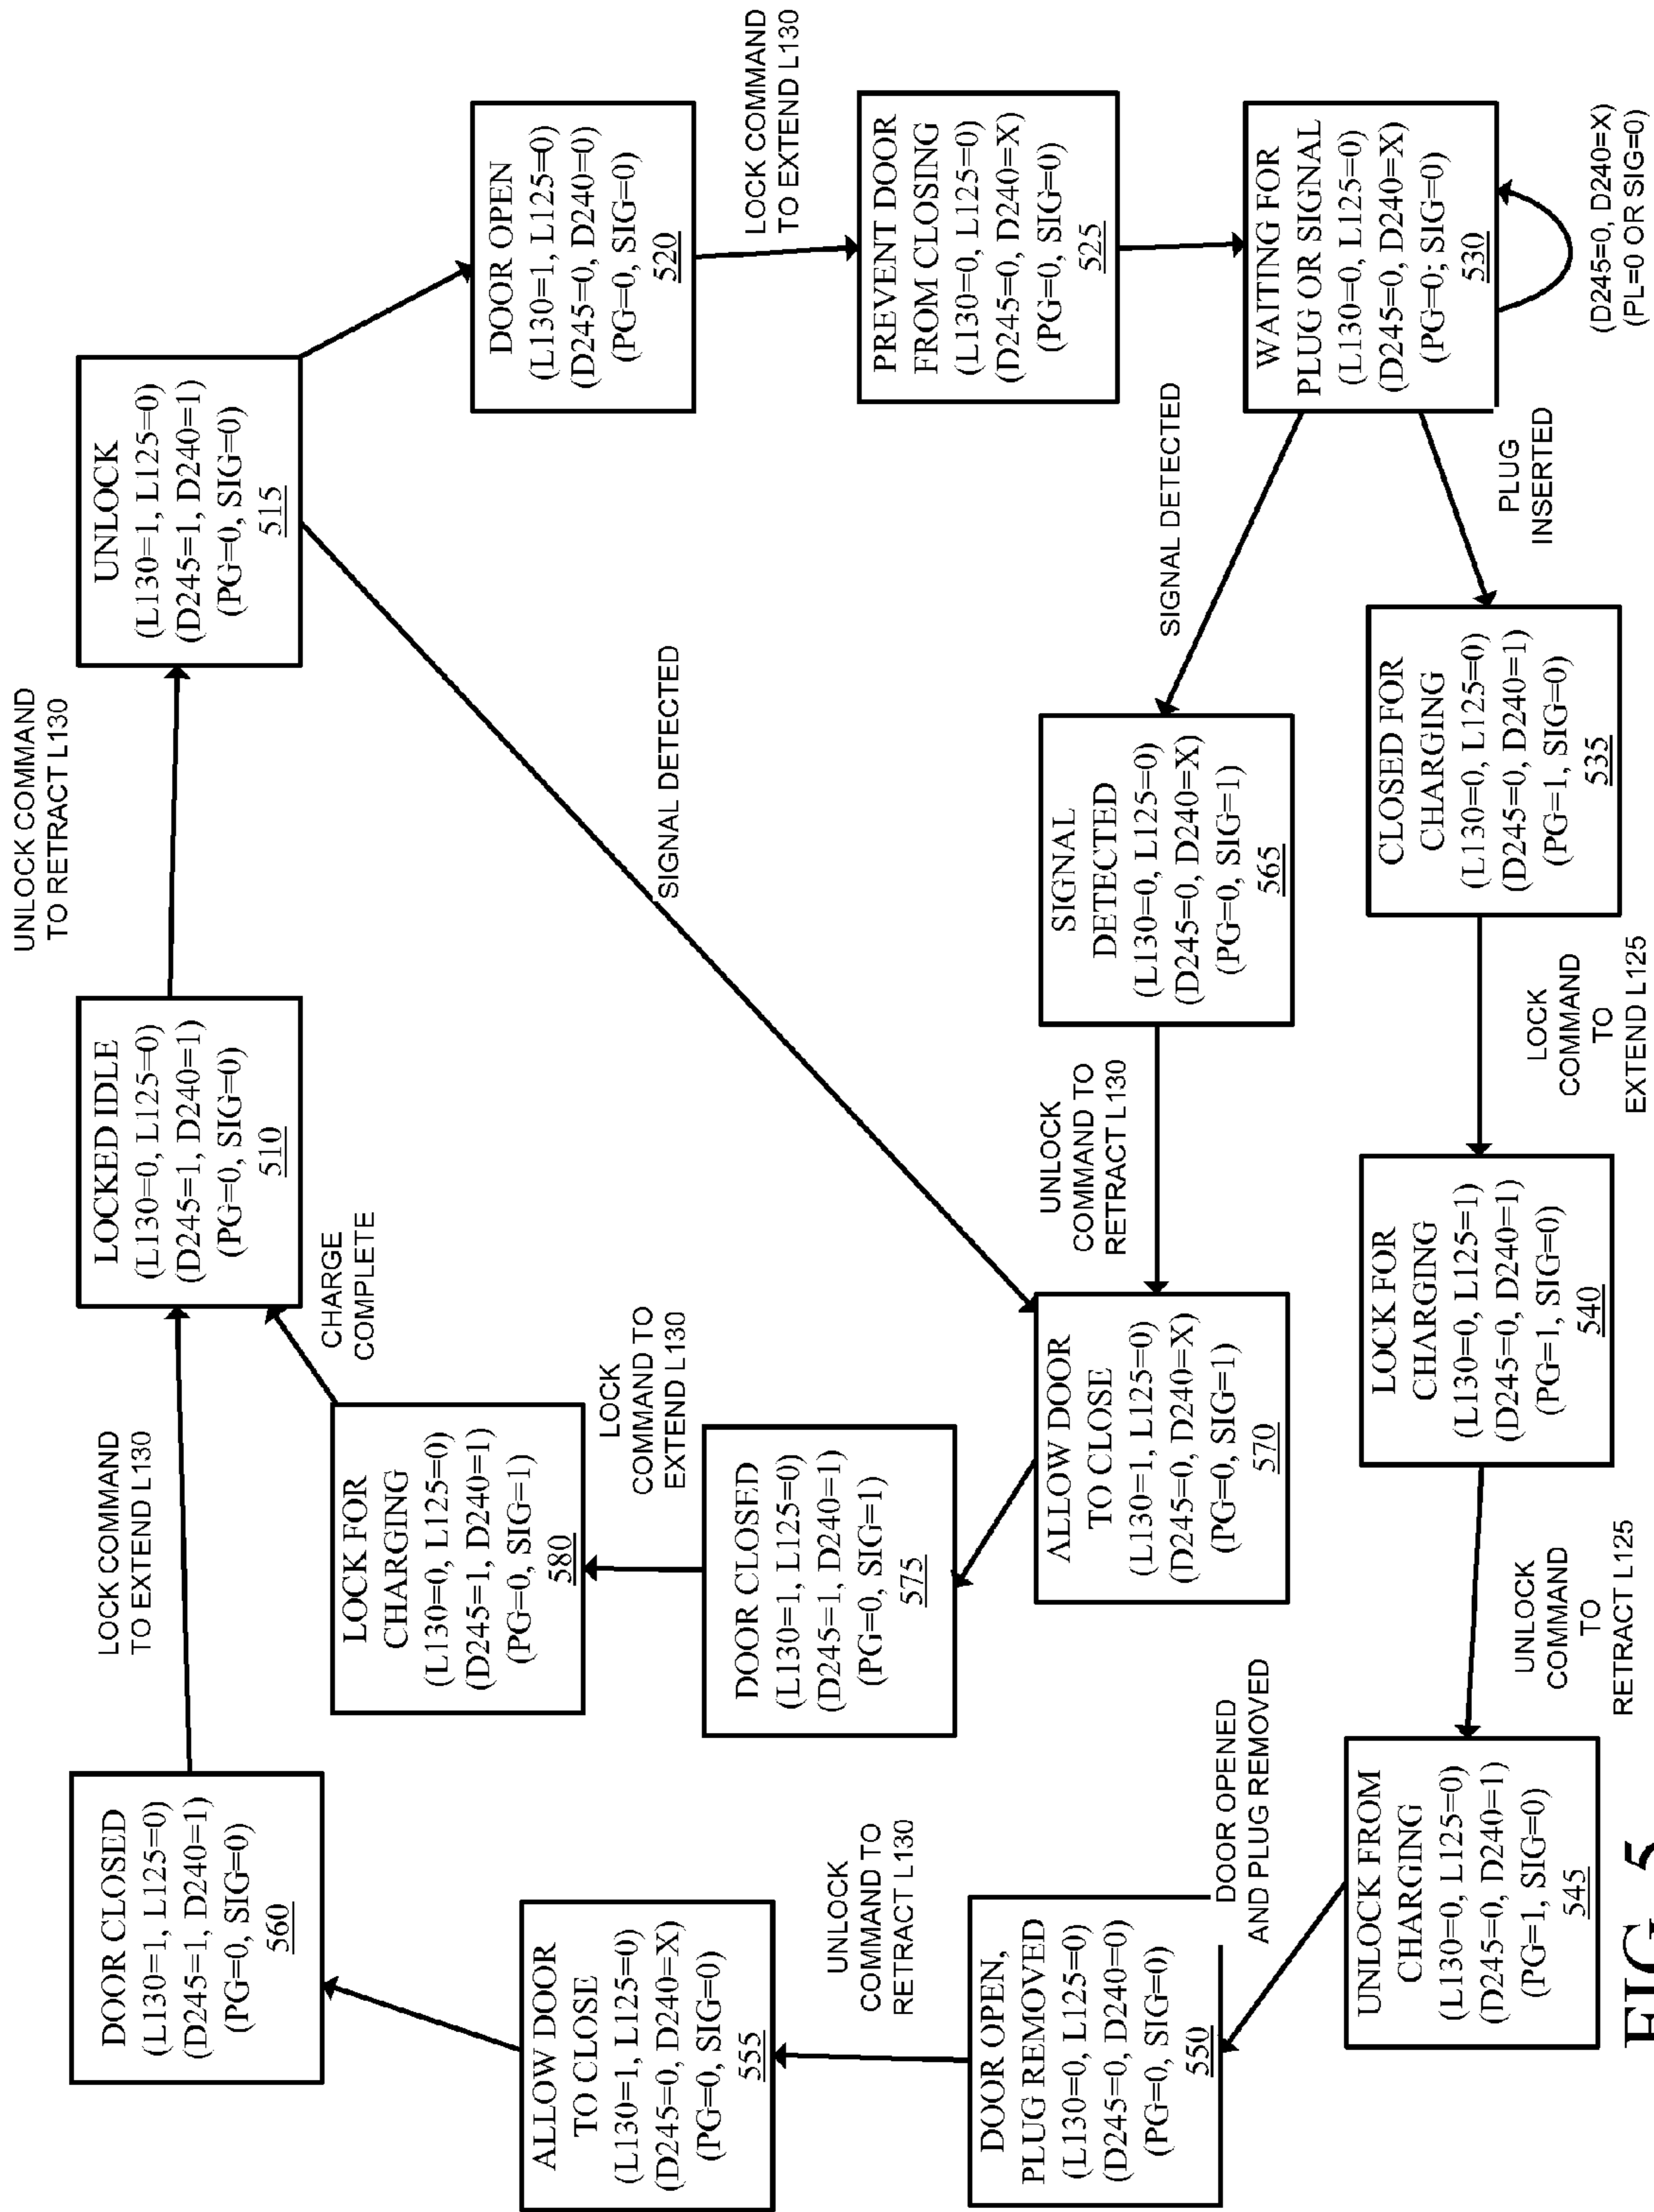 UNLOCK COMMAND
TO RETRACT L130
LOCKED IDLE
(L130=0, L125=0)
(D245=1, D240=1)
(PG=0, SIG=0)
510
UNLOCK
(L130=1, L125=0)
(D245=1, D240=1)
(PG=0, SIG=0)
515
DOOR OPEN
(L130=1, L125=0)
(D245=0, D240=0)
(PG=0, SIG=0)
520
LOCK COMMAND
TO EXTEND L130
PREVENT DOOR
FROM CLOSING
(L130=0, L125=0)
(D245=0, D240=X)
(PG=0, SIG=0)
525
WAITING FOR
PLUG OR SIGNAL
(L130=0, L125=0)
(D245=0, D240=X)
(PG=0; SIG=0)
530
(D245=0, D240=X)
(PL=0 OR SIG=0)
PLUG
INSERTED
CLOSED FOR
CHARGING
(L130=0, L125=0)
(D245=0, D240=1)
(PG=1, SIG=0)
535
LOCK
COMMAND
TO
EXTEND L125
LOCK FOR
CHARGING
(L130=0, L125=1)
(D245=0, D240=1)
(PG=1, SIG=0)
540
UNLOCK
COMMAND
TO
RETRACT L125
UNLOCK FROM
CHARGING
(L130=0, L125=0)
(D245=0, D240=1)
(PG=1, SIG=0)
545
DOOR OPENED
AND PLUG REMOVED
DOOR OPEN,
PLUG REMOVED
(L130=0, L125=0)
(D245=0, D240=0)
(PG=0, SIG=0)
550
UNLOCK
COMMAND TO
RETRACT L130
ALLOW DOOR
TO CLOSE
(L130=1, L125=0)
(D245=0, D240=X)
(PG=0, SIG=0)
555
DOOR CLOSED
(L130=1, L125=0)
(D245=1, D240=1)
(PG=0, SIG=0)
560
LOCK COMMAND
TO EXTEND L130
SIGNAL DETECTED
SIGNAL DETECTED
SIGNAL
DETECTED
(L130=0, L125=0)
(D245=0, D240=X)
(PG=0, SIG=1)
565
UNLOCK
COMMAND TO
RETRACT L130
ALLOW DOOR
TO CLOSE
(L130=1, L125=0)
(D245=0, D240=X)
(PG=0, SIG=1)
570
DOOR CLOSED
(L130=1, L125=0)
(D245=1, D240=1)
(PG=0, SIG=1)
575
LOCK
COMMAND TO
EXTEND L130
LOCK FOR
CHARGING
(L130=0, L125=0)
(D245=1, D240=1)
(PG=0, SIG=1)
580
CHARGE
COMPLETE
FIG. 5